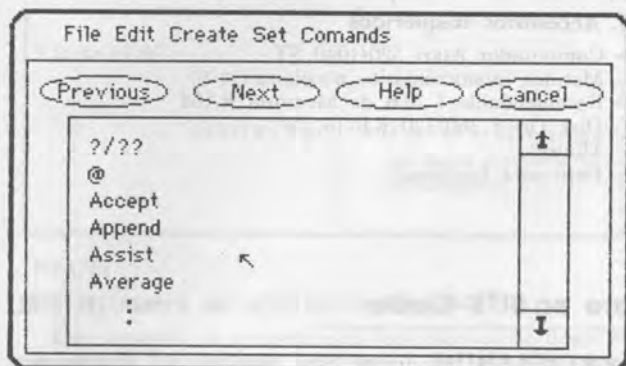 File Edit Create Set Comands
Previous Next Help Cancel
?/??
@
Accept
Append
Assist
Average
: